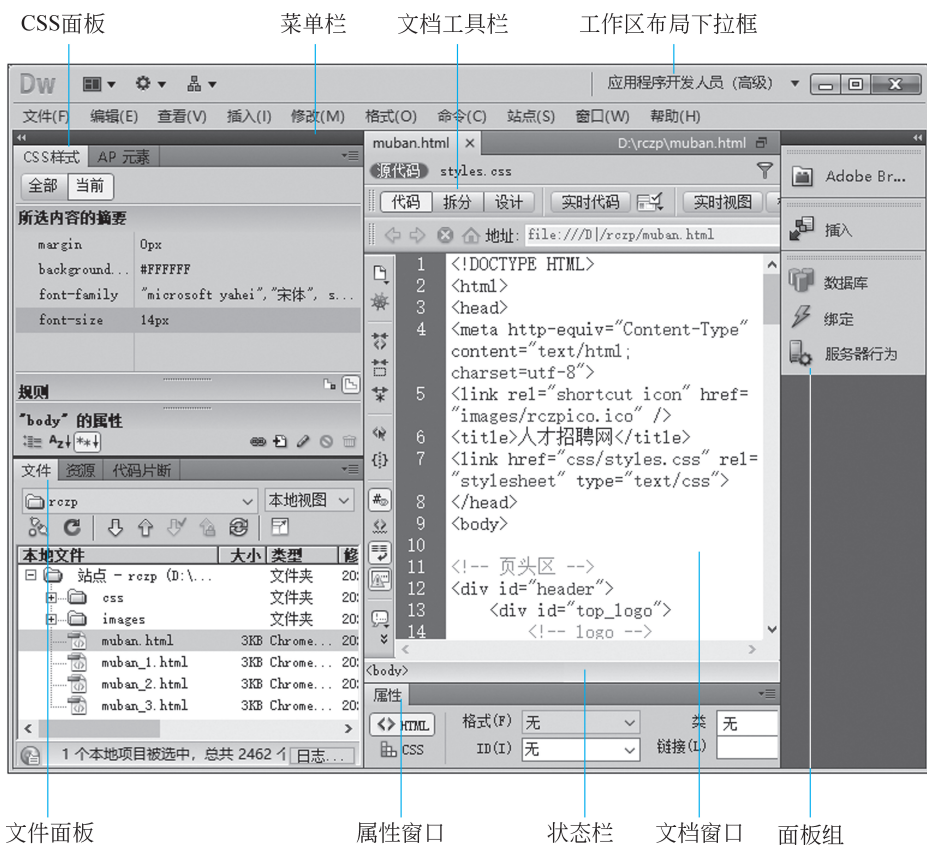 CSS面板 菜单栏 文档工具栏 工作区布局下拉框
Dw 应用程序开发人员（高级）
文件(F) 编辑(E) 查看(V) 插入(I) 修改(M) 格式(O) 命令(C) 站点(S) 窗口(W) 帮助(H)
CSS样式 AP 元素
全部 当前
所选内容的摘要
margin 0px
background... #FFFFFF
font-family "microsoft yahei","宋体", s...
font-size 14px
规则
"body" 的属性
文件 资源 代码片断
rczp 本地视图
本地文件 大小 类型 修
站点 - rczp (D:\... 文件夹 20
css 文件夹 20
images 文件夹 20
muban.html 3KB Chrome... 20
muban_1.html 3KB Chrome... 20
muban_2.html 3KB Chrome... 20
muban_3.html 3KB Chrome... 20
1 个本地项目被选中，总共 2462 个 日志...
muban.html × D:\rczp\muban.html
源代码 styles.css
代码 拆分 设计 实时代码 实时视图
地址: file:///D|/rczp/muban.html
1 <!DOCTYPE HTML>
2 <html>
3 <head>
4 <meta http-equiv="Content-Type"
content="text/html;
charset=utf-8">
5 <link rel="shortcut icon" href=
"images/rczpico.ico" />
6 <title>人才招聘网</title>
7 <link href="css/styles.css" rel=
"stylesheet" type="text/css">
8 </head>
9 <body>
10
11 <!-- 页头区 -->
12 <div id="header">
13 <div id="top_logo">
14 <!-- logo -->
<body>
属性
<> HTML 格式(F) 无 类 无
CSS ID(I) 无 链接(L)
Adobe Br...
插入
数据库
绑定
服务器行为
文件面板 属性窗口 状态栏 文档窗口 面板组